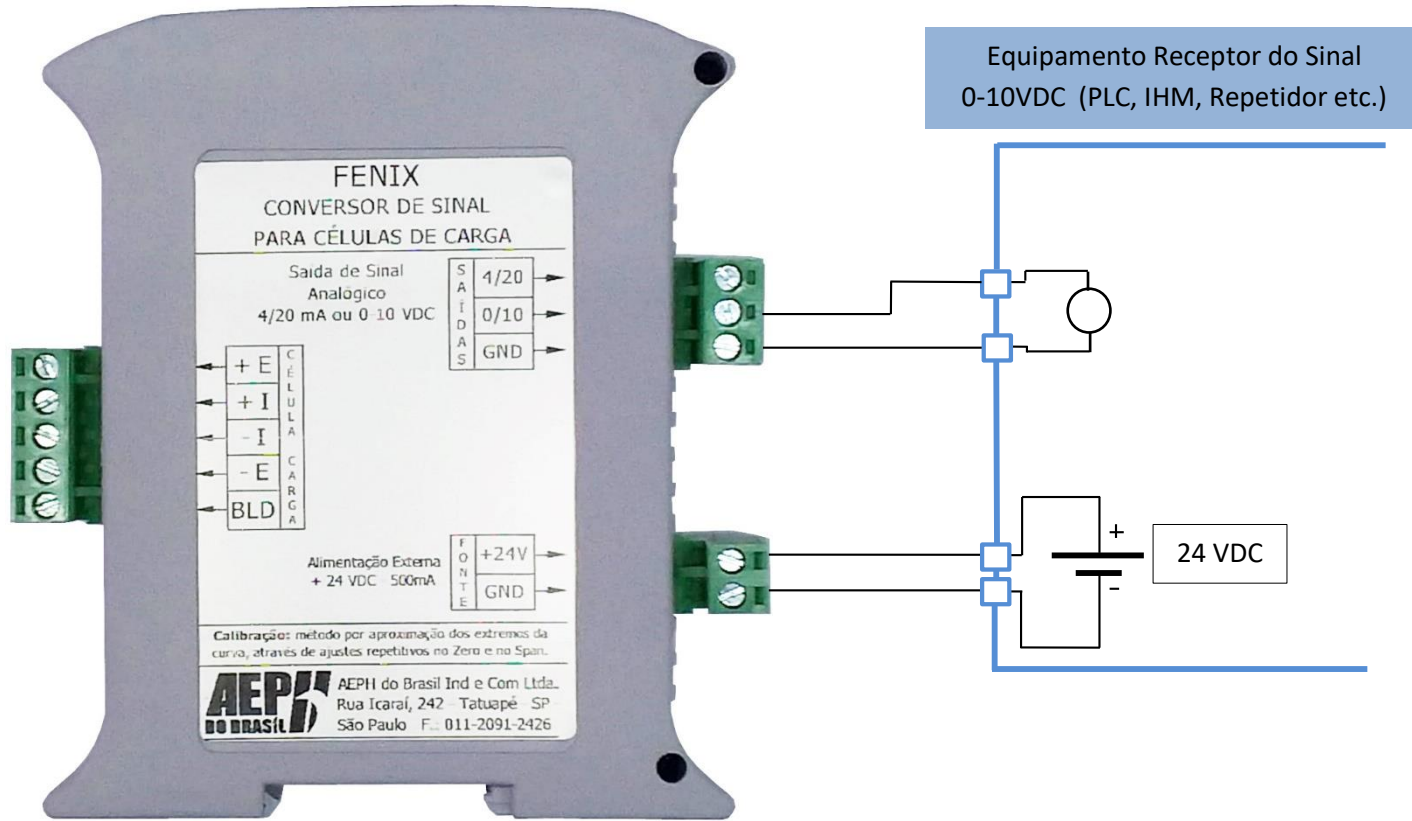 Equipamento Receptor do Sinal
0-10VDC (PLC, IHM, Repetidor etc.)
FENIX
CONVERSOR DE SINAL
PARA CÉLULAS DE CARGA
Saida de Sinal
Analógico
4/20 mA ou 0-10 VDC
SAÍDAS
4/20
0/10
GND
+ E
+ I
- I
- E
BLD
CÉLULA CARGA
Alimentação Externa
+ 24 VDC 500mA
FONTE
+24V
GND
+
24 VDC
-
Calibração: método por aproximação dos extremos da
curva, através de ajustes repetitivos no Zero e no Span.
AEPH
DO BRASIL
AEPH do Brasil Ind e Com Ltda.
Rua Icaraí, 242 - Tatuapé - SP
São Paulo F.: 011-2091-2426